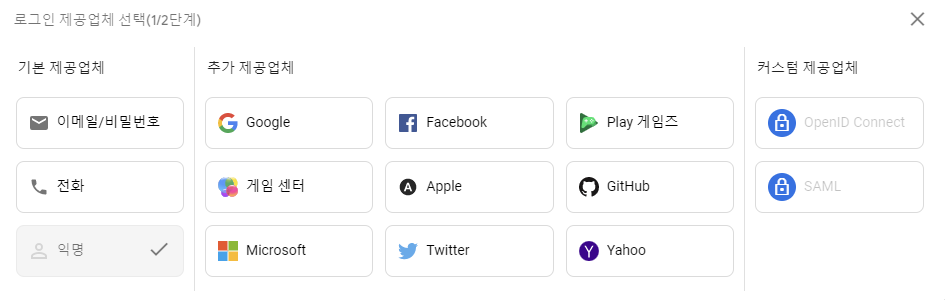 로그인 제공업체 선택(1/2단계)
기본 제공업체
이메일/비밀번호
전화
익명
추가 제공업체
Google
Facebook
Play 게임즈
게임 센터
Apple
GitHub
Microsoft
Twitter
Yahoo
커스텀 제공업체
OpenID Connect
SAML